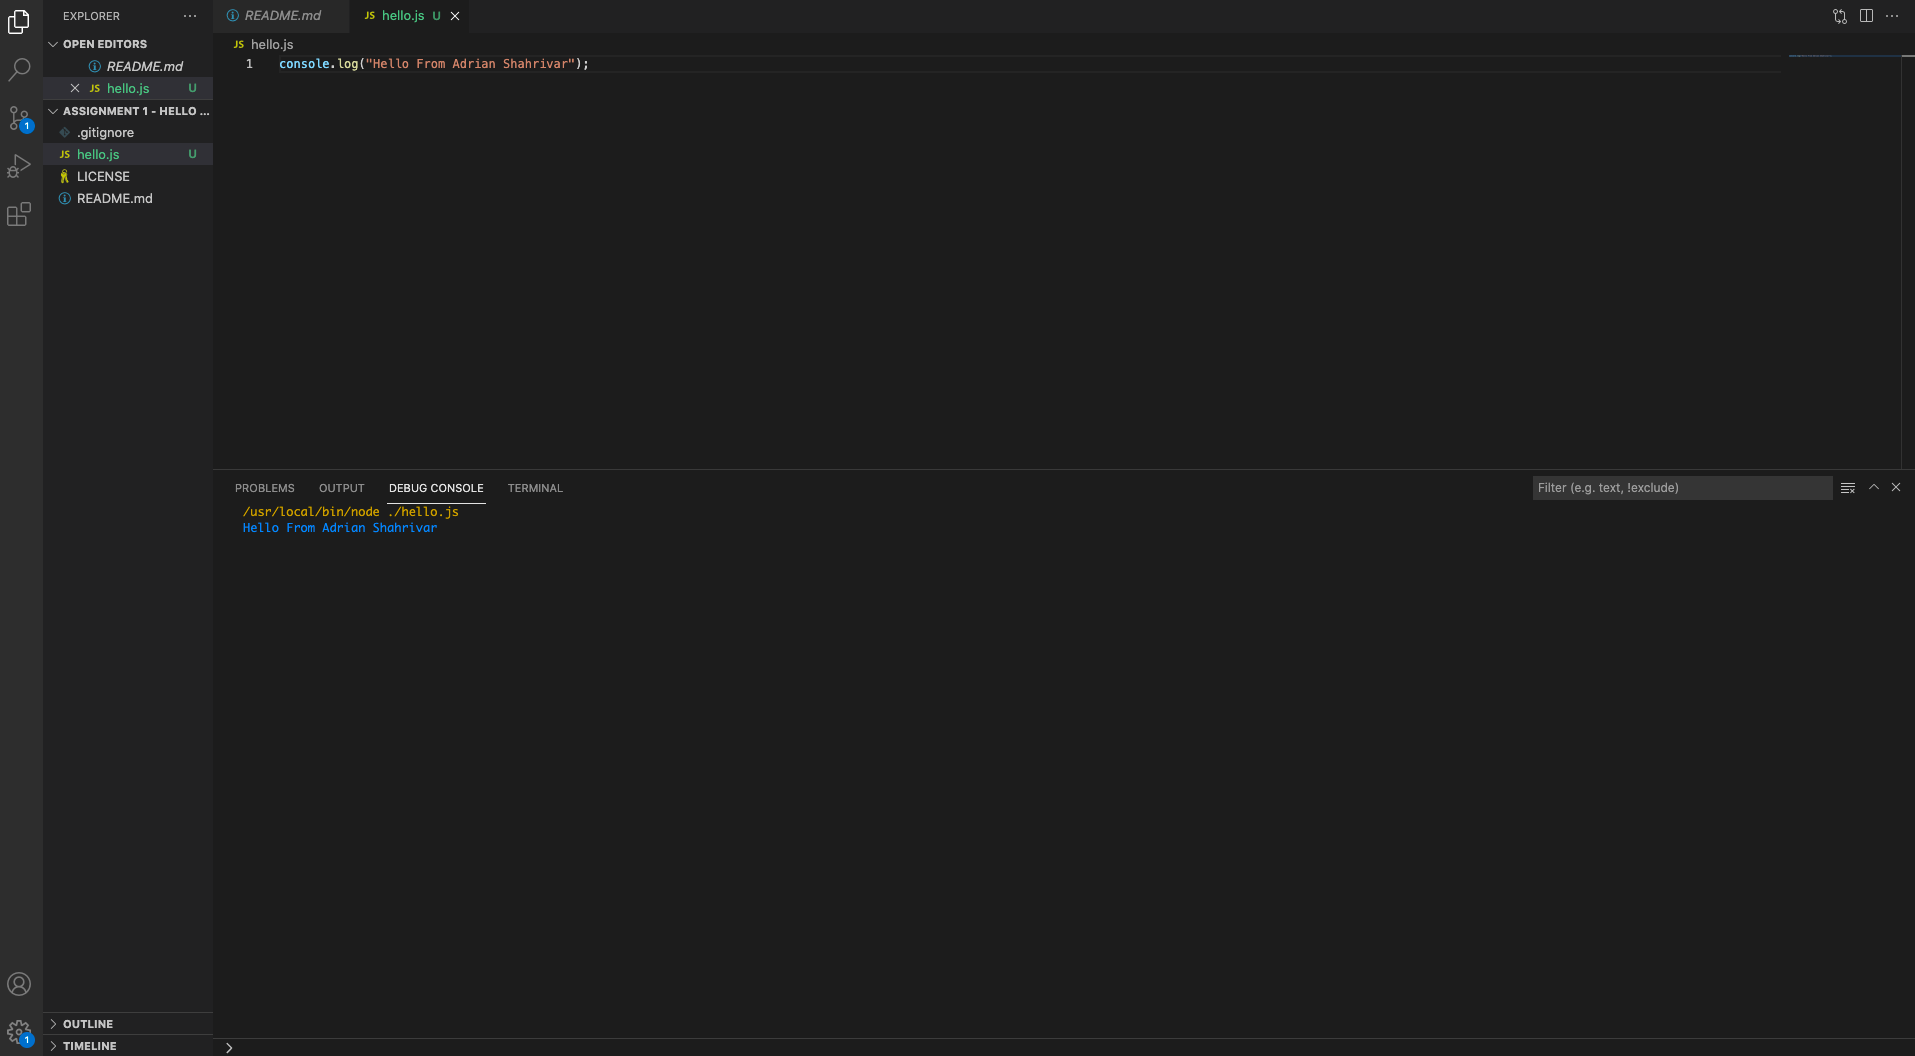 EXPLORER
OPEN EDITORS
README.md
JS hello.js U
ASSIGNMENT 1 - HELLO ...
.gitignore
JS hello.js U
LICENSE
README.md
OUTLINE
TIMELINE
1
1
README.md
JS hello.js U
JS hello.js
1 console.log("Hello From Adrian Shahrivar");
PROBLEMS OUTPUT DEBUG CONSOLE TERMINAL
Filter (e.g. text, !exclude)
/usr/local/bin/node ./hello.js
Hello From Adrian Shahrivar